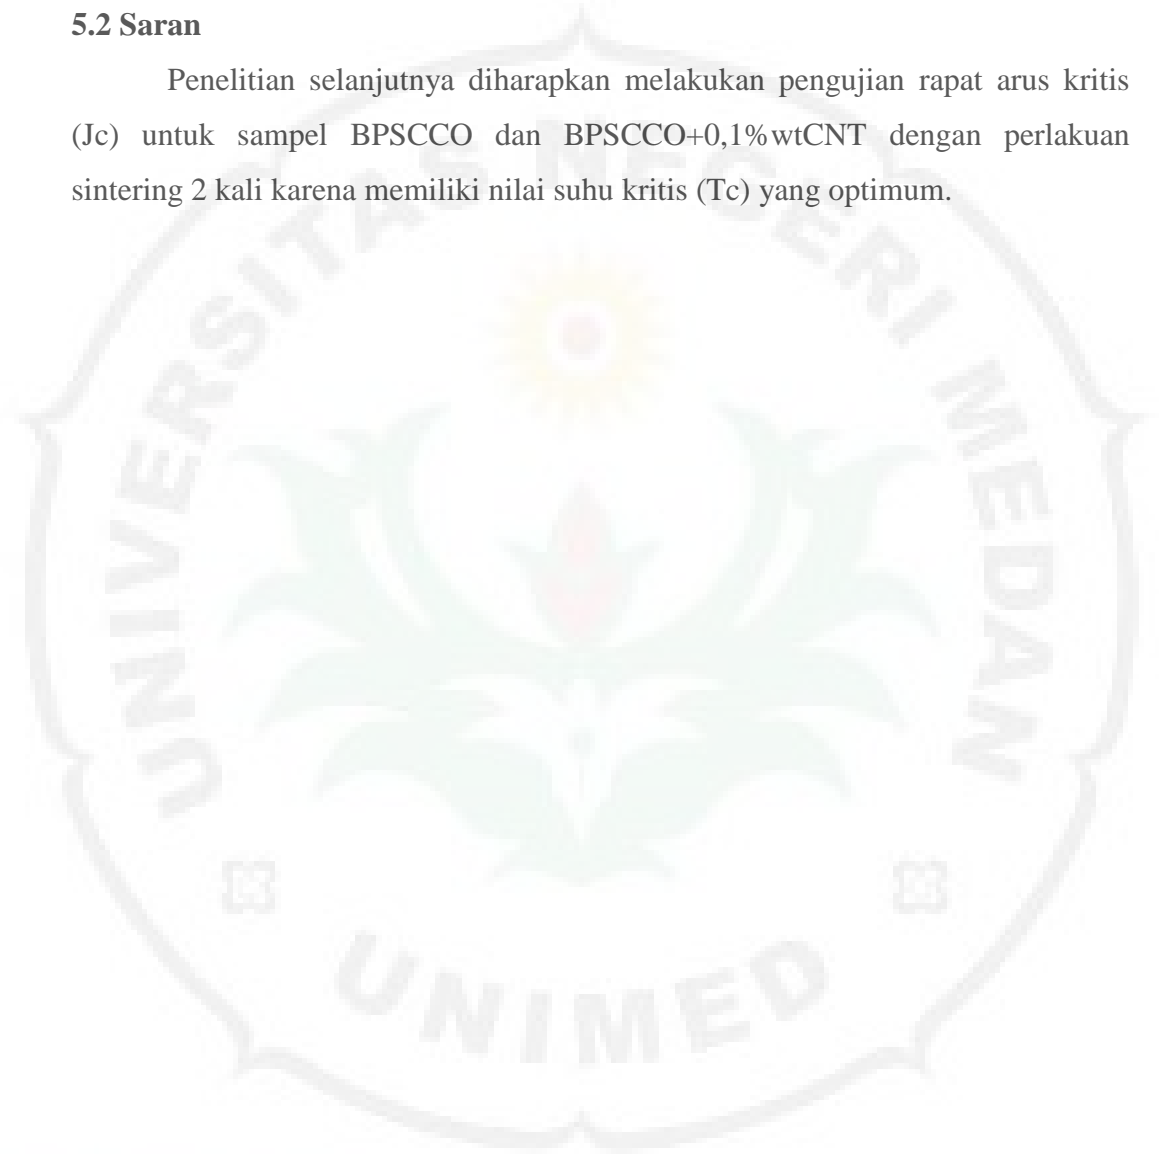 5.2 Saran
Penelitian selanjutnya diharapkan melakukan pengujian rapat arus kritis
(Jc) untuk sampel BPSCCO dan BPSCCO+0,1%wtCNT dengan perlakuan
sintering 2 kali karena memiliki nilai suhu kritis (Tc) yang optimum.
UNIVERSITAS NEGERI MEDAN
UNIMED